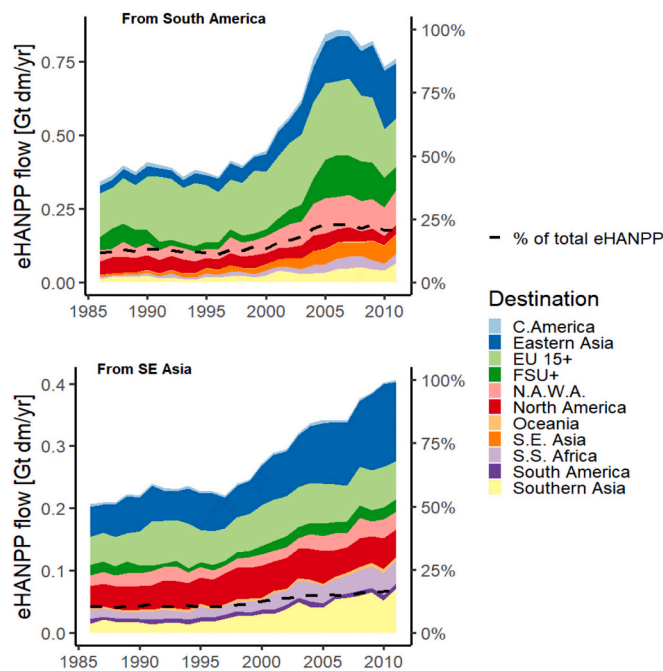 From South America
eHANPP flow [Gt dm/yr]
0.75
0.50
0.25
0.00
100%
75%
50%
25%
0%
1985 1990 1995 2000 2005 2010
% of total eHANPP
Destination
C.America
Eastern Asia
EU 15+
FSU+
N.A.W.A.
North America
Oceania
S.E. Asia
S.S. Africa
South America
Southern Asia
From SE Asia
eHANPP flow [Gt dm/yr]
0.4
0.3
0.2
0.1
0.0
100%
75%
50%
25%
0%
1985 1990 1995 2000 2005 2010